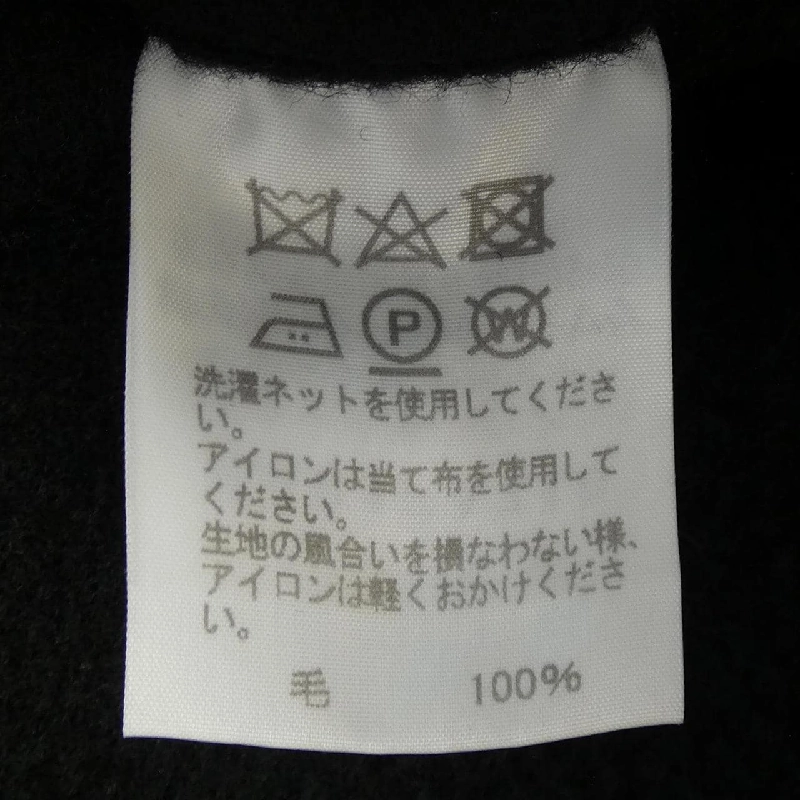 P W
洗濯ネットを使用してくださ
い。
アイロンは当て布を使用して
ください。
生地の風合いを損なわない様、
アイロンは軽くおかけくださ
い。
毛 100%